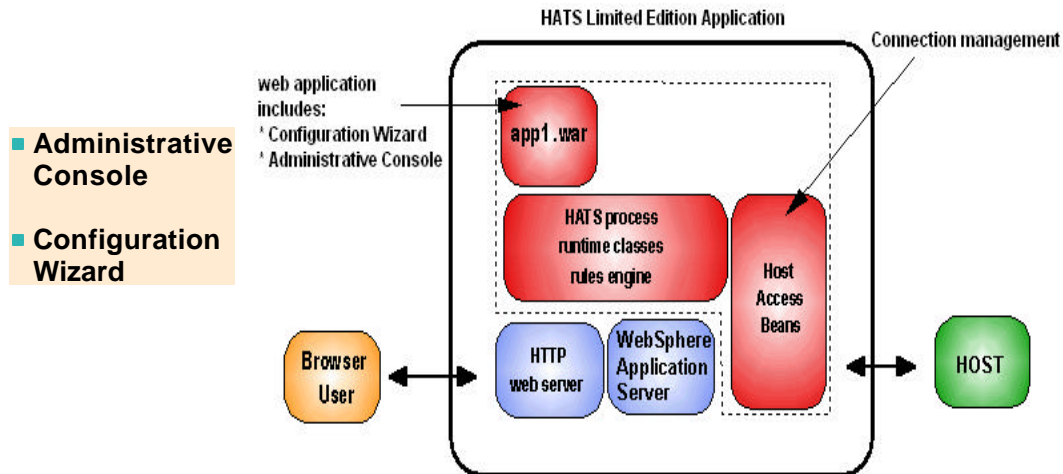 HATS Limited Edition Application
Connection management
web application
includes:
* Configuration Wizard
* Administrative Console
Administrative
Console
Configuration
Wizard
app1.war
HATS process
runtime classes
rules engine
Host
Access
Beans
HTTP
web server
WebSphere
Application
Server
Browser
User
HOST